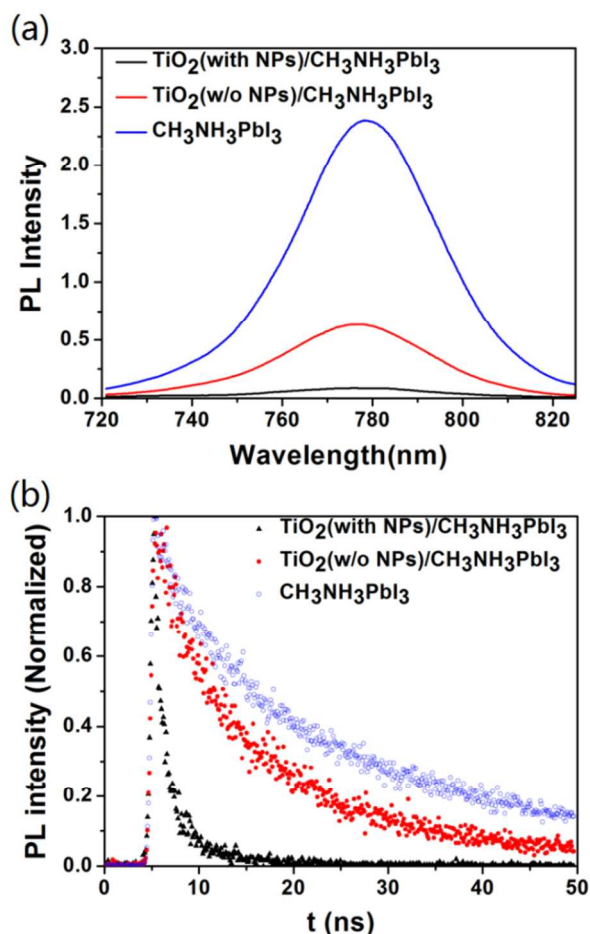 (a)
3.0
2.5
2.0
1.5
1.0
0.5
0.0
PL Intensity
TiO2(with NPs)/CH3NH3PbI3
TiO2(w/o NPs)/CH3NH3PbI3
CH3NH3PbI3
720 740 760 780 800 820
Wavelength(nm)
(b)
1.0
0.8
0.6
0.4
0.2
0.0
PL intensity (Normalized)
TiO2(with NPs)/CH3NH3PbI3
TiO2(w/o NPs)/CH3NH3PbI3
CH3NH3PbI3
0 10 20 30 40 50
t (ns)